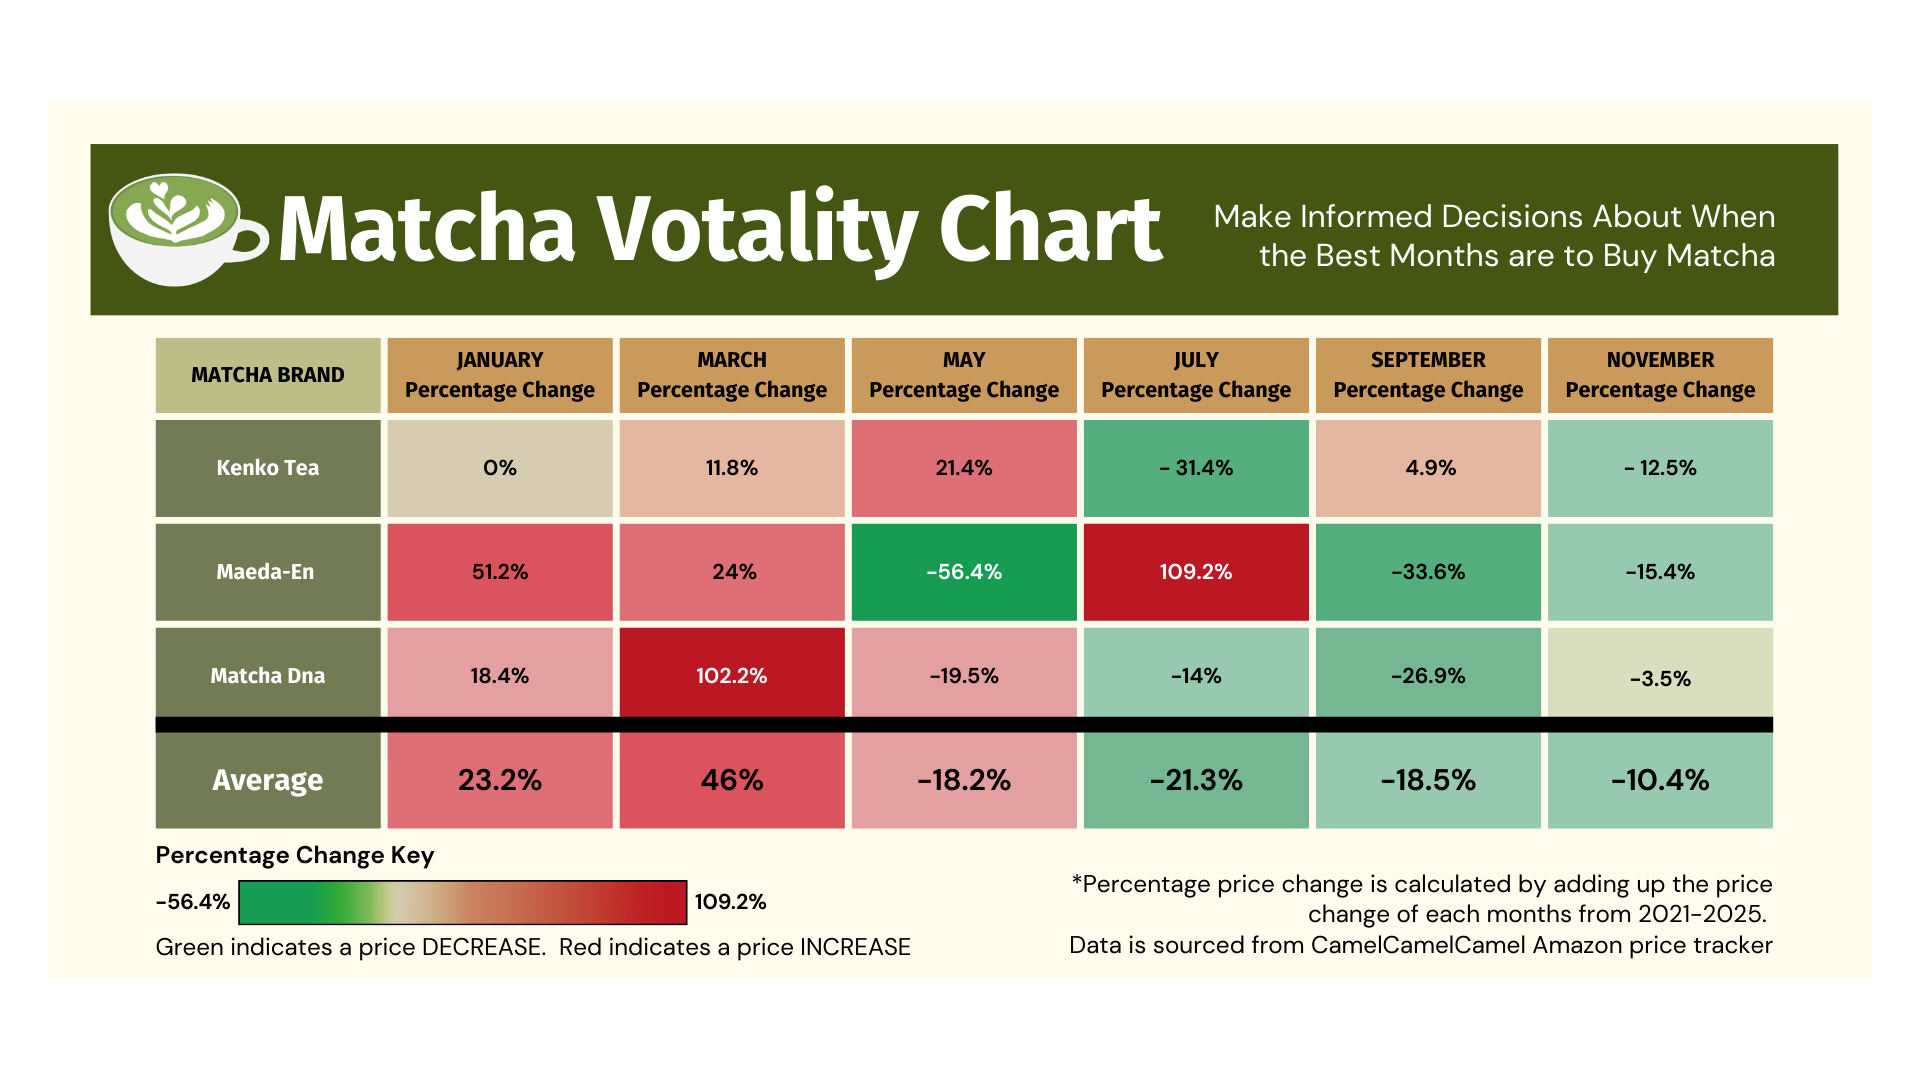 Matcha Votality Chart
Make Informed Decisions About When
the Best Months are to Buy Matcha
MATCHA BRAND
JANUARY
Percentage Change
MARCH
Percentage Change
MAY
Percentage Change
JULY
Percentage Change
SEPTEMBER
Percentage Change
NOVEMBER
Percentage Change
Kenko Tea 0% 11.8% 21.4% - 31.4% 4.9% - 12.5%
Maeda-En 51.2% 24% -56.4% 109.2% -33.6% -15.4%
Matcha Dna 18.4% 102.2% -19.5% -14% -26.9% -3.5%
Average 23.2% 46% -18.2% -21.3% -18.5% -10.4%
Percentage Change Key
-56.4% 109.2%
Green indicates a price DECREASE.  Red indicates a price INCREASE
*Percentage price change is calculated by adding up the price
change of each months from 2021-2025.
Data is sourced from CamelCamelCamel Amazon price tracker